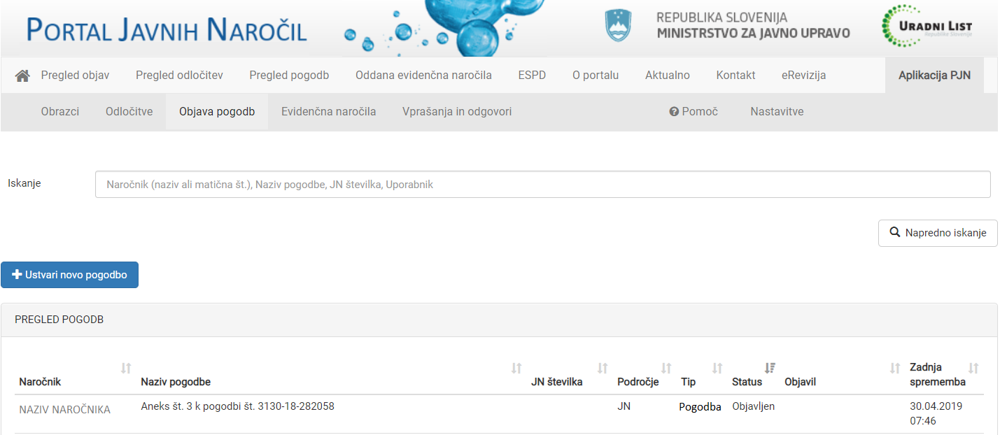 PORTAL JAVNIH NAROČIL
REPUBLIKA SLOVENIJA
MINISTRSTVO ZA JAVNO UPRAVO
URADNI LIST
Republike Slovenije
Pregled objav Pregled odločitev Pregled pogodb Oddana evidenčna naročila ESPD O portalu Aktualno Kontakt eRevizija Aplikacija PJN
Obrazci Odločitve Objava pogodb Evidenčna naročila Vprašanja in odgovori Pomoč Nastavitve
Iskanje Naročnik (naziv ali matična št.), Naziv pogodbe, JN številka, Uporabnik
Napredno iskanje
Ustvari novo pogodbo
PREGLED POGODB
Naročnik Naziv pogodbe JN številka Področje Tip Status Objavil Zadnja
sprememba
NAZIV NAROČNIKA Aneks št. 3 k pogodbi št. 3130-18-282058 JN Pogodba Objavljen 30.04.2019
07:46